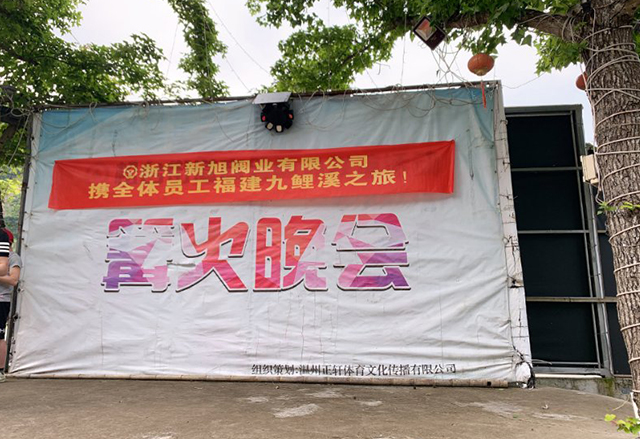 浙江新旭阀业有限公司
携全体员工福建九鲤溪之旅!
篝火晚会
组织策划:温州正轩体育文化传播有限公司